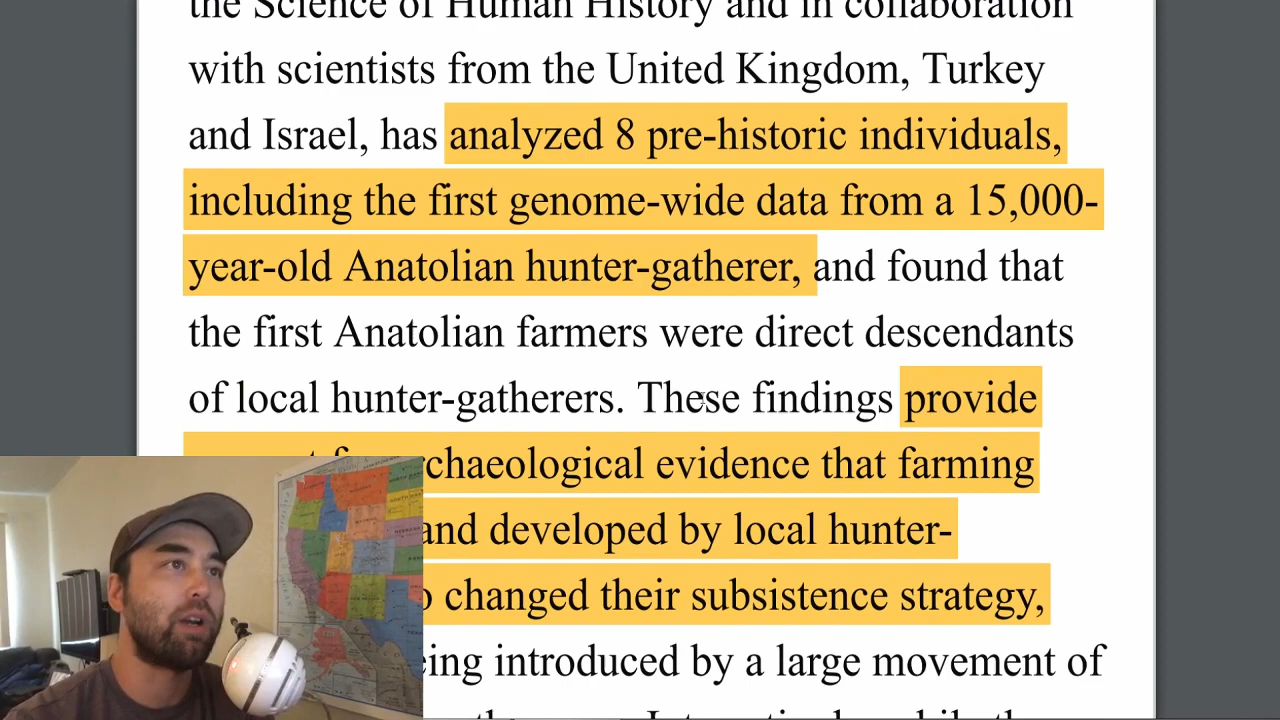 the Science of Human History and in collaboration
with scientists from the United Kingdom, Turkey
and Israel, has analyzed 8 pre-historic individuals,
including the first genome-wide data from a 15,000-
year-old Anatolian hunter-gatherer, and found that
the first Anatolian farmers were direct descendants
of local hunter-gatherers. These findings provide
archaeological evidence that farming
and developed by local hunter-
changed their subsistence strategy,
being introduced by a large movement of